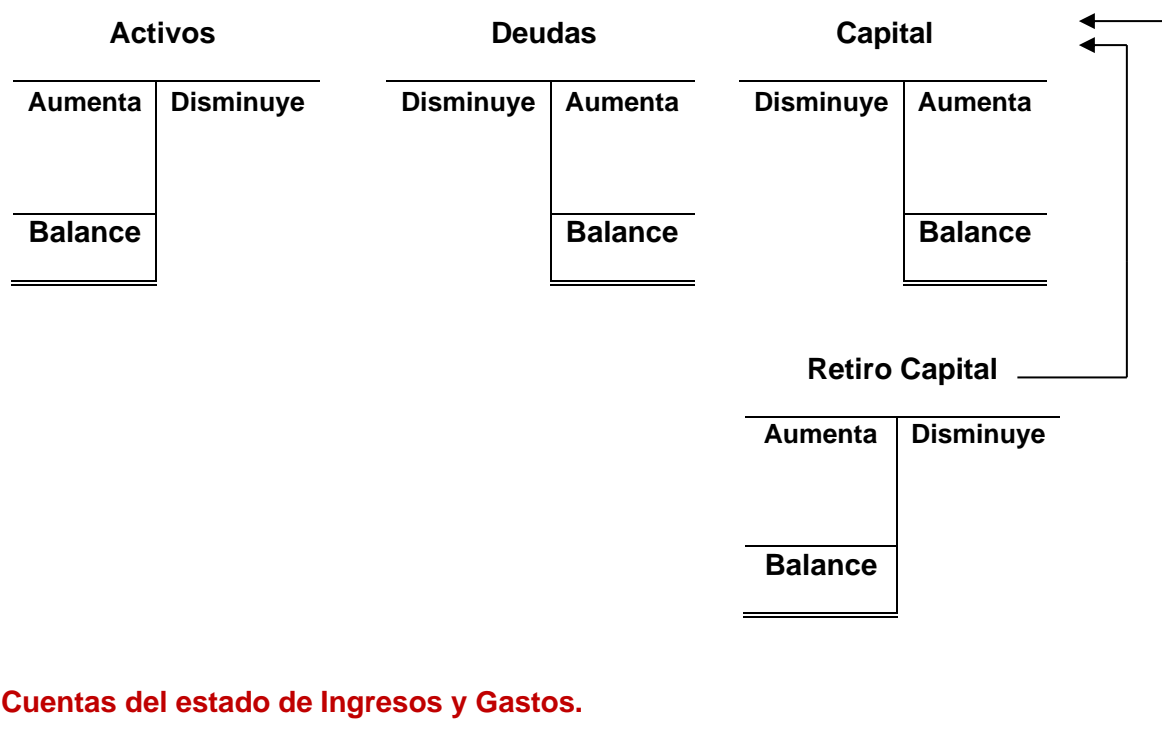 Activos Deudas Capital
Aumenta Disminuye Disminuye Aumenta Disminuye Aumenta
Balance Balance Balance
Retiro Capital
Aumenta Disminuye
Balance
Cuentas del estado de Ingresos y Gastos.